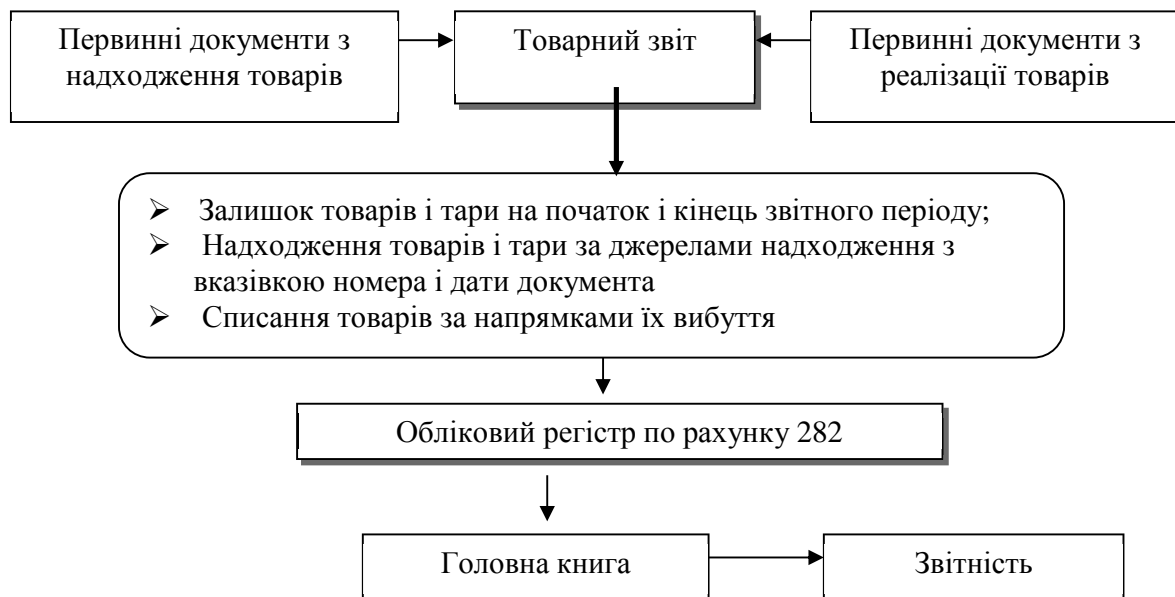 Первинні документи з
надходження товарів
Товарний звіт
Первинні документи з
реалізації товарів
➢ Залишок товарів і тари на початок і кінець звітного періоду;
➢ Надходження товарів і тари за джерелами надходження з
вказівкою номера і дати документа
➢ Списання товарів за напрямками їх вибуття
Обліковий регістр по рахунку 282
Головна книга
Звітність